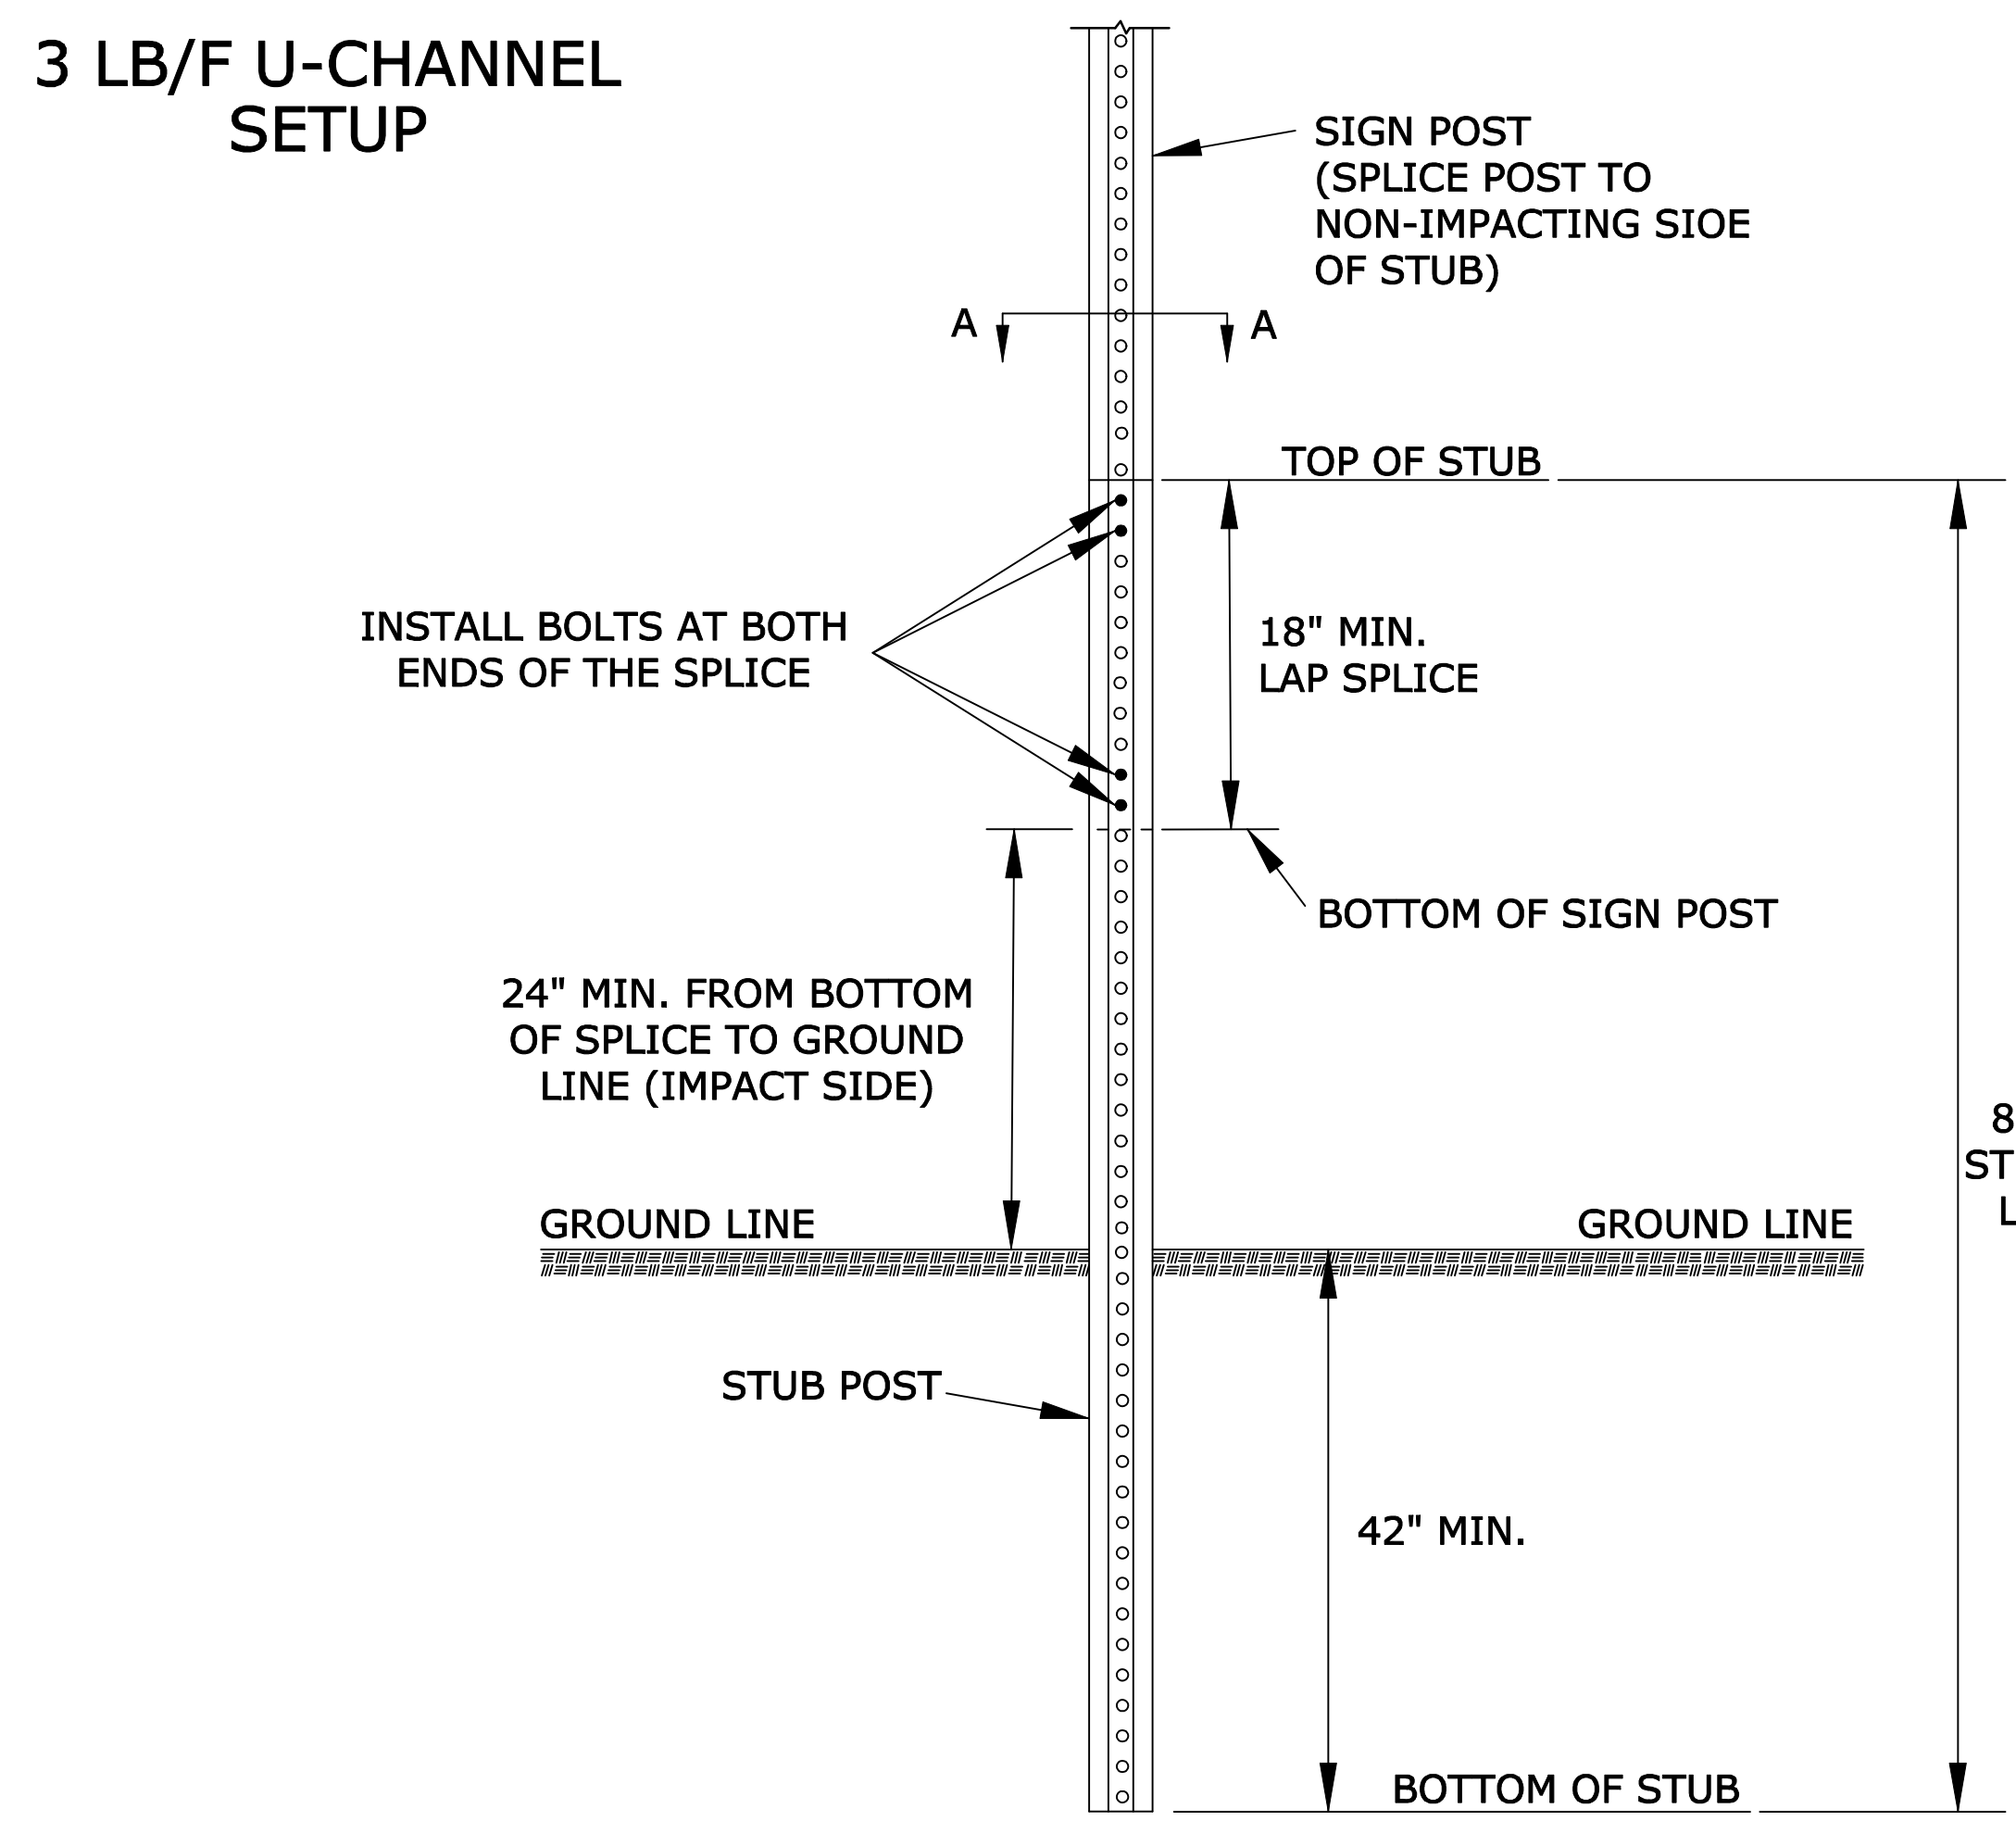 3 LB/F U-CHANNEL
SETUP
SIGN POST
(SPLICE POST TO
NON-IMPACTING SIOE
OF STUB)
A
A
TOP OF STUB
INSTALL BOLTS AT BOTH
ENDS OF THE SPLICE
18" MIN.
LAP SPLICE
BOTTOM OF SIGN POST
24" MIN. FROM BOTTOM
OF SPLICE TO GROUND
LINE (IMPACT SIDE)
8
ST
L
GROUND LINE
GROUND LINE
STUB POST
42" MIN.
BOTTOM OF STUB